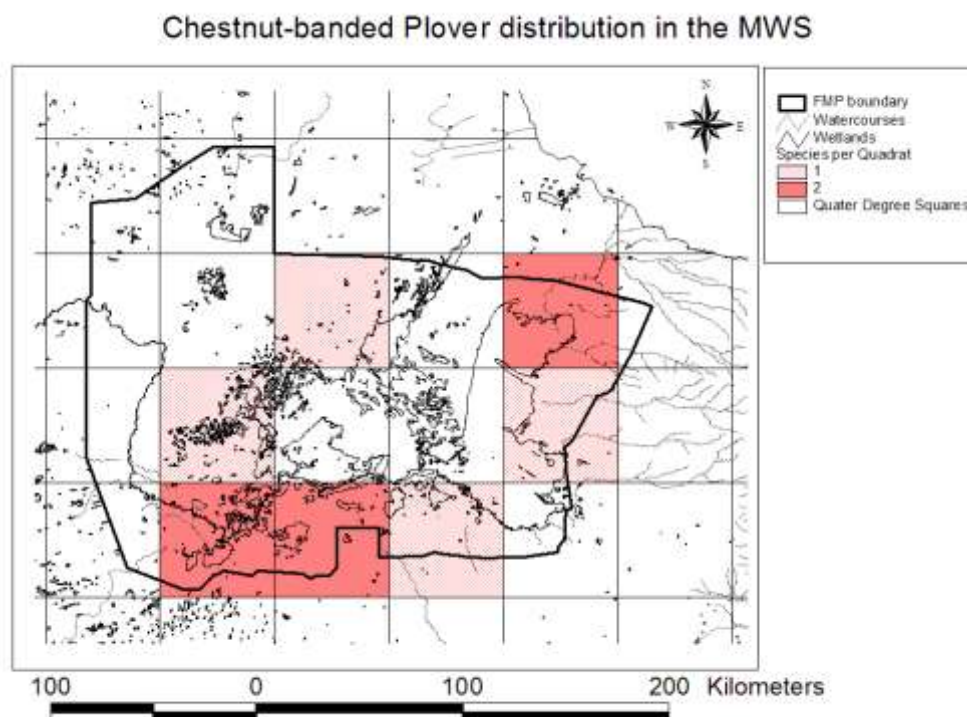 Chestnut-banded Plover distribution in the MWS
N
W E
S
FMP boundary
Watercourses
Wetlands
Species per Quadrat
1
2
Quater Degree Squares
100 0 100 200 Kilometers